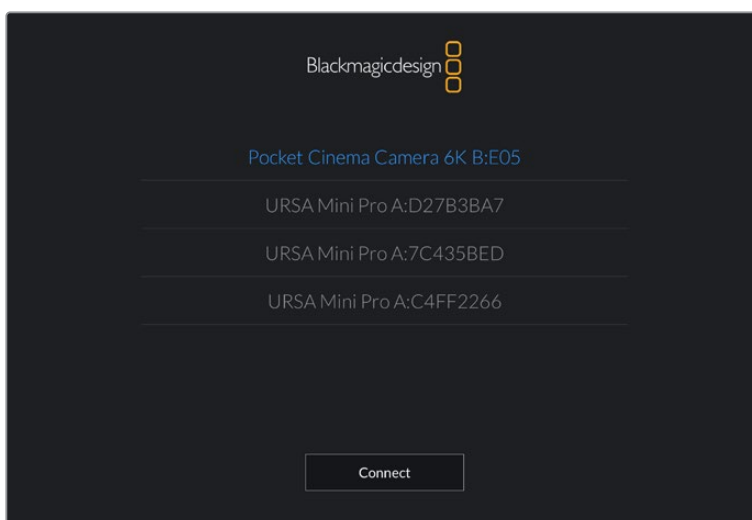 Blackmagicdesign
Pocket Cinema Camera 6K B:E05
URSA Mini Pro A:D27B3BA7
URSA Mini Pro A:7C435BED
URSA Mini Pro A:C4FF2266
Connect